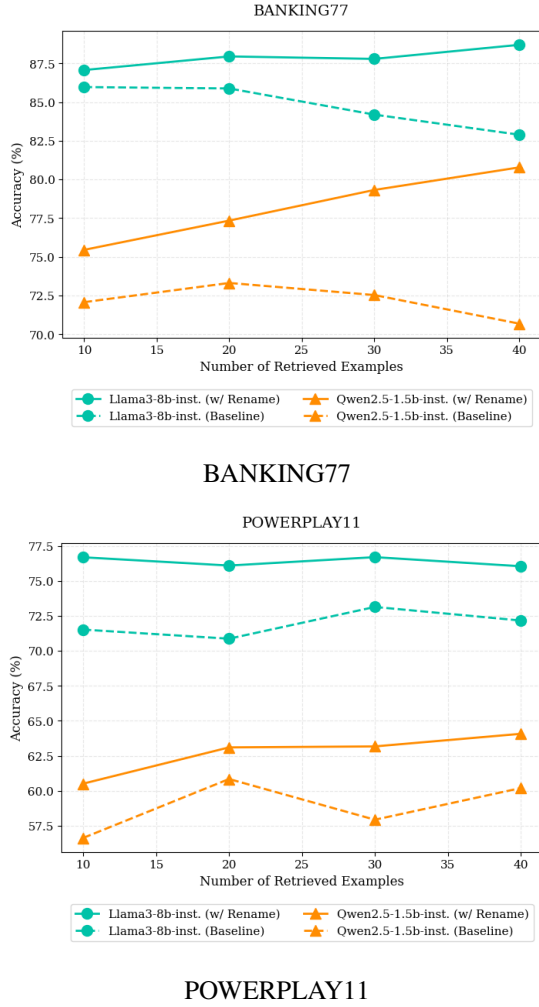 BANKING77
87.5
85.0
82.5
80.0
77.5
75.0
72.5
70.0
Accuracy (%)
10 15 20 25 30 35 40
Number of Retrieved Examples
Llama3-8b-inst. (w/ Rename) Qwen2.5-1.5b-inst. (w/ Rename)
Llama3-8b-inst. (Baseline) Qwen2.5-1.5b-inst. (Baseline)
BANKING77
POWERPLAY11
77.5
75.0
72.5
70.0
67.5
65.0
62.5
60.0
57.5
Accuracy (%)
10 15 20 25 30 35 40
Number of Retrieved Examples
Llama3-8b-inst. (w/ Rename) Qwen2.5-1.5b-inst. (w/ Rename)
Llama3-8b-inst. (Baseline) Qwen2.5-1.5b-inst. (Baseline)
POWERPLAY11